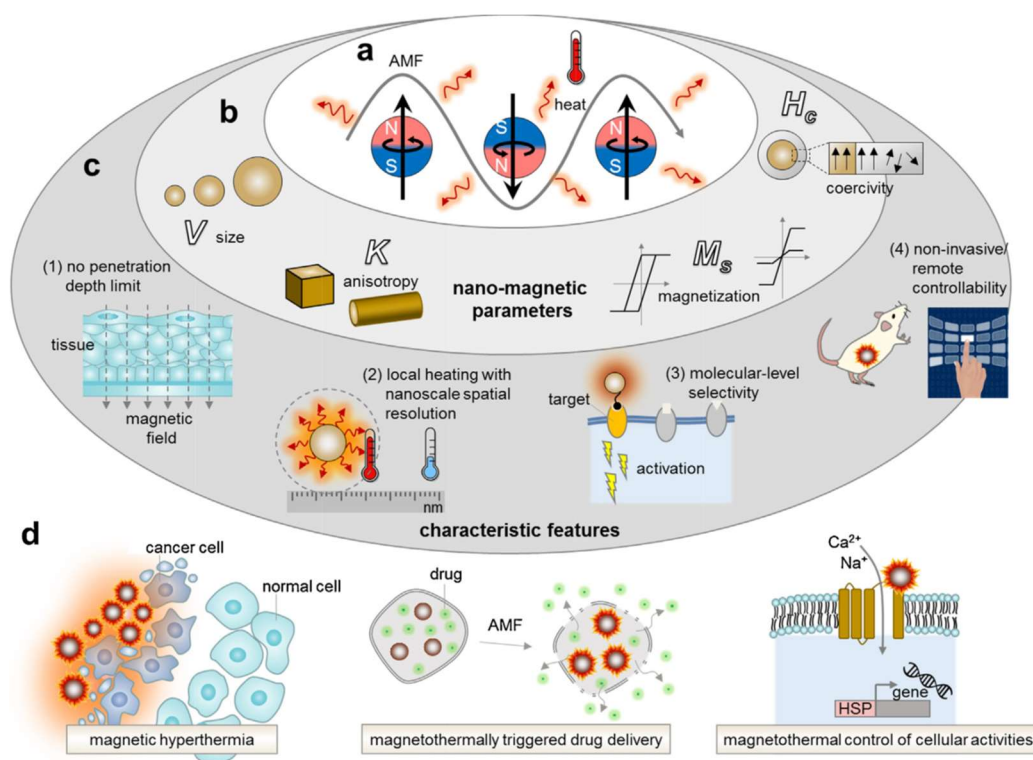 a
AMF
heat
N
S
S
N
N
S
b
V size
K
anisotropy
nano-magnetic
parameters
Ms
magnetization
Hc
coercivity
c
(1) no penetration
depth limit
tissue
magnetic
field
(2) local heating with
nanoscale spatial
resolution
nm
(3) molecular-level
selectivity
target
activation
(4) non-invasive/
remote
controllability
characteristic features
d
cancer cell
normal cell
magnetic hyperthermia
drug
AMF
magnetothermally triggered drug delivery
Ca²⁺
Na⁺
gene
HSP
magnetothermal control of cellular activities